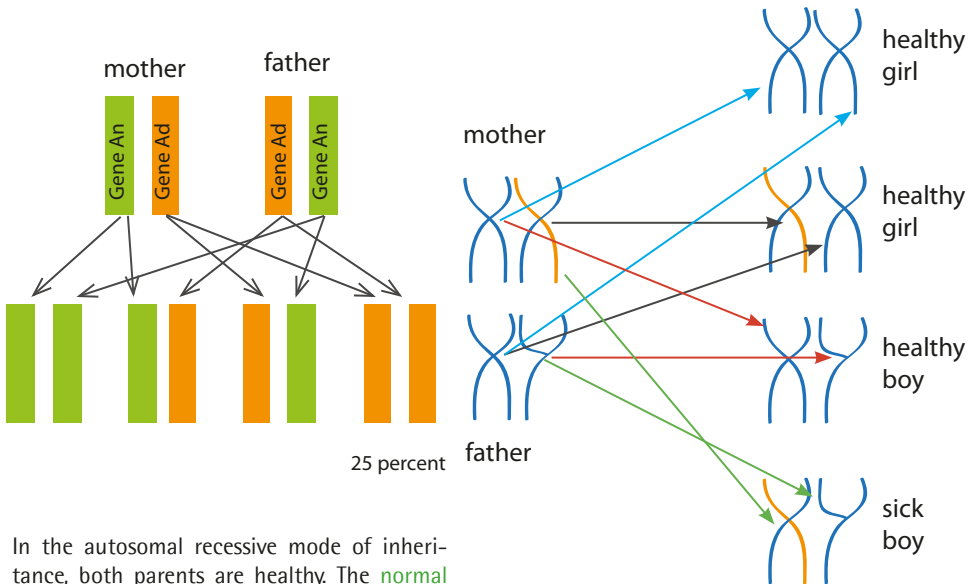 mother
father
Gene An
Gene Ad
Gene Ad
Gene An
25 percent
In the autosomal recessive mode of inheri-
tance, both parents are healthy. The normal
mother
father
healthy
girl
healthy
girl
healthy
boy
sick
boy